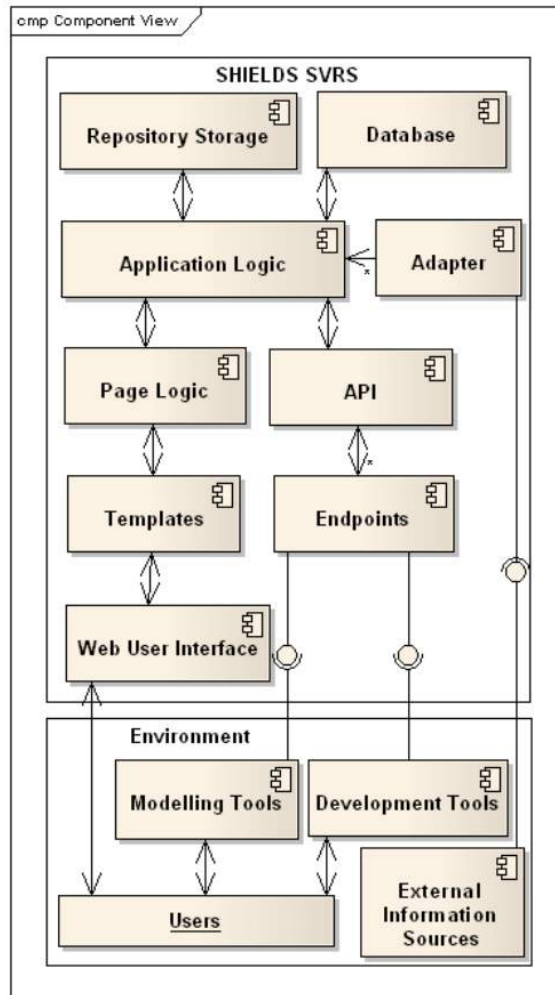 cmp Component View
SHIELDS SVRS
Repository Storage
Database
Application Logic
Adapter
*
Page Logic
API
*
Templates
Endpoints
Web User Interface
Environment
Modelling Tools
Development Tools
Users
External
Information
Sources